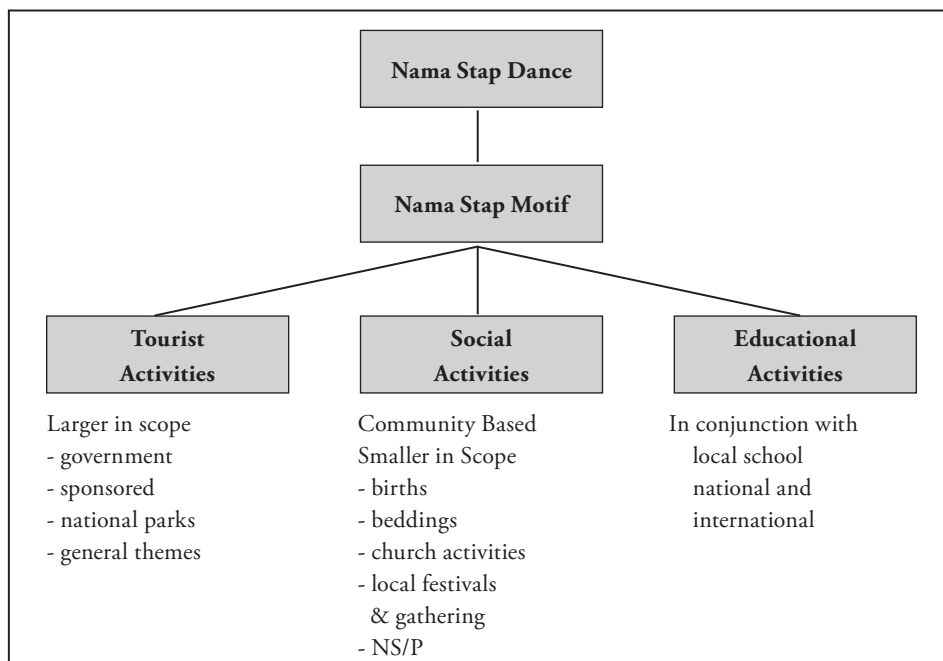 Nama Stap Dance
Nama Stap Motif
Tourist
Activities
Larger in scope
- government
- sponsored
- national parks
- general themes
Social
Activities
Community Based
Smaller in Scope
- births
- beddings
- church activities
- local festivals
& gathering
- NS/P
Educational
Activities
In conjunction with
local school
national and
international